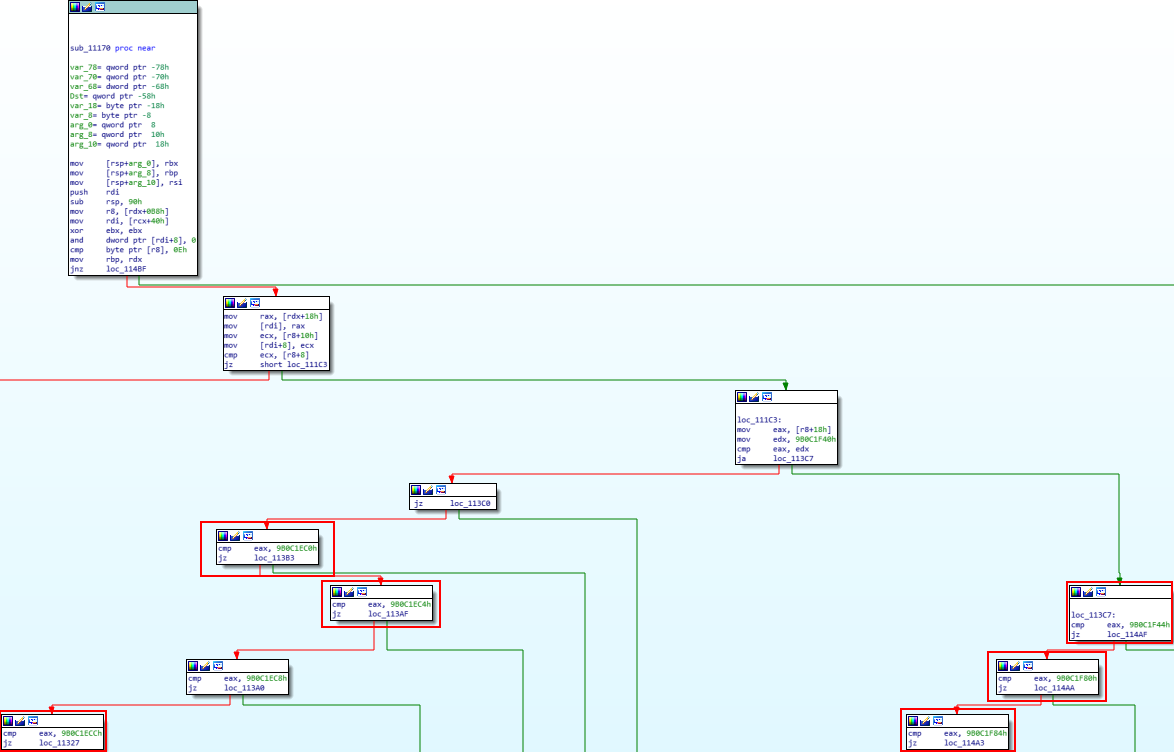 sub_11170 proc near
var_78= qword ptr -78h
var_70= qword ptr -70h
var_68= dword ptr -68h
Dst= qword ptr -58h
var_18= byte ptr -18h
var_8= byte ptr -8
arg_0= qword ptr  8
arg_8= qword ptr  10h
arg_10= qword ptr  18h
mov [rsp+arg_0], rbx
mov [rsp+arg_8], rbp
mov [rsp+arg_10], rsi
push rdi
sub rsp, 90h
mov r8, [rdx+0B8h]
mov rdi, [rcx+40h]
xor ebx, ebx
and dword ptr [rdi+8], 0
cmp byte ptr [r8], 0Eh
mov rbp, rdx
jnz loc_114BF
mov rax, [rdx+18h]
mov [rdi], rax
mov ecx, [r8+10h]
mov [rdi+8], ecx
cmp ecx, [r8+8]
jz short loc_111C3
loc_111C3:
mov eax, [r8+18h]
mov edx, 9B0C1F40h
cmp eax, edx
ja loc_113C7
jz loc_113C0
cmp eax, 9B0C1EC0h
jz loc_113B3
cmp eax, 9B0C1EC4h
jz loc_113AF
loc_113C7:
cmp eax, 9B0C1F44h
jz loc_114AF
cmp eax, 9B0C1EC8h
jz loc_113A0
cmp eax, 9B0C1F80h
jz loc_114AA
cmp eax, 9B0C1ECCh
jz loc_11327
cmp eax, 9B0C1F84h
jz loc_114A3